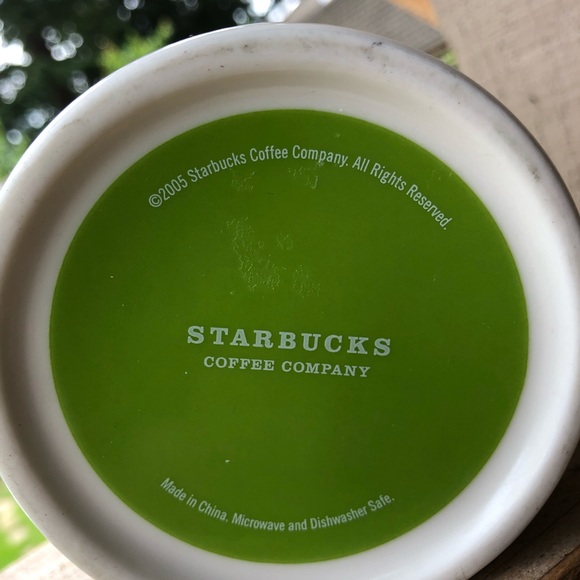 ©2005 Starbucks Coffee Company. All Rights Reserved.
STARBUCKS
COFFEE COMPANY
Made in China. Microwave and Dishwasher Safe.